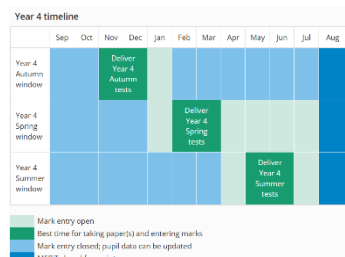 Year 4 timeline
Sep Oct Nov Dec Jan Feb Mar Apr May Jun Jul Aug
Year 4
Autumn
window
Deliver
Year 4
Autumn
tests
Year 4
Spring
window
Deliver
Year 4
Spring
tests
Year 4
Summer
window
Deliver
Year 4
Summer
tests
Mark entry open
Best time for taking paper(s) and entering marks
Mark entry closed; pupil data can be updated